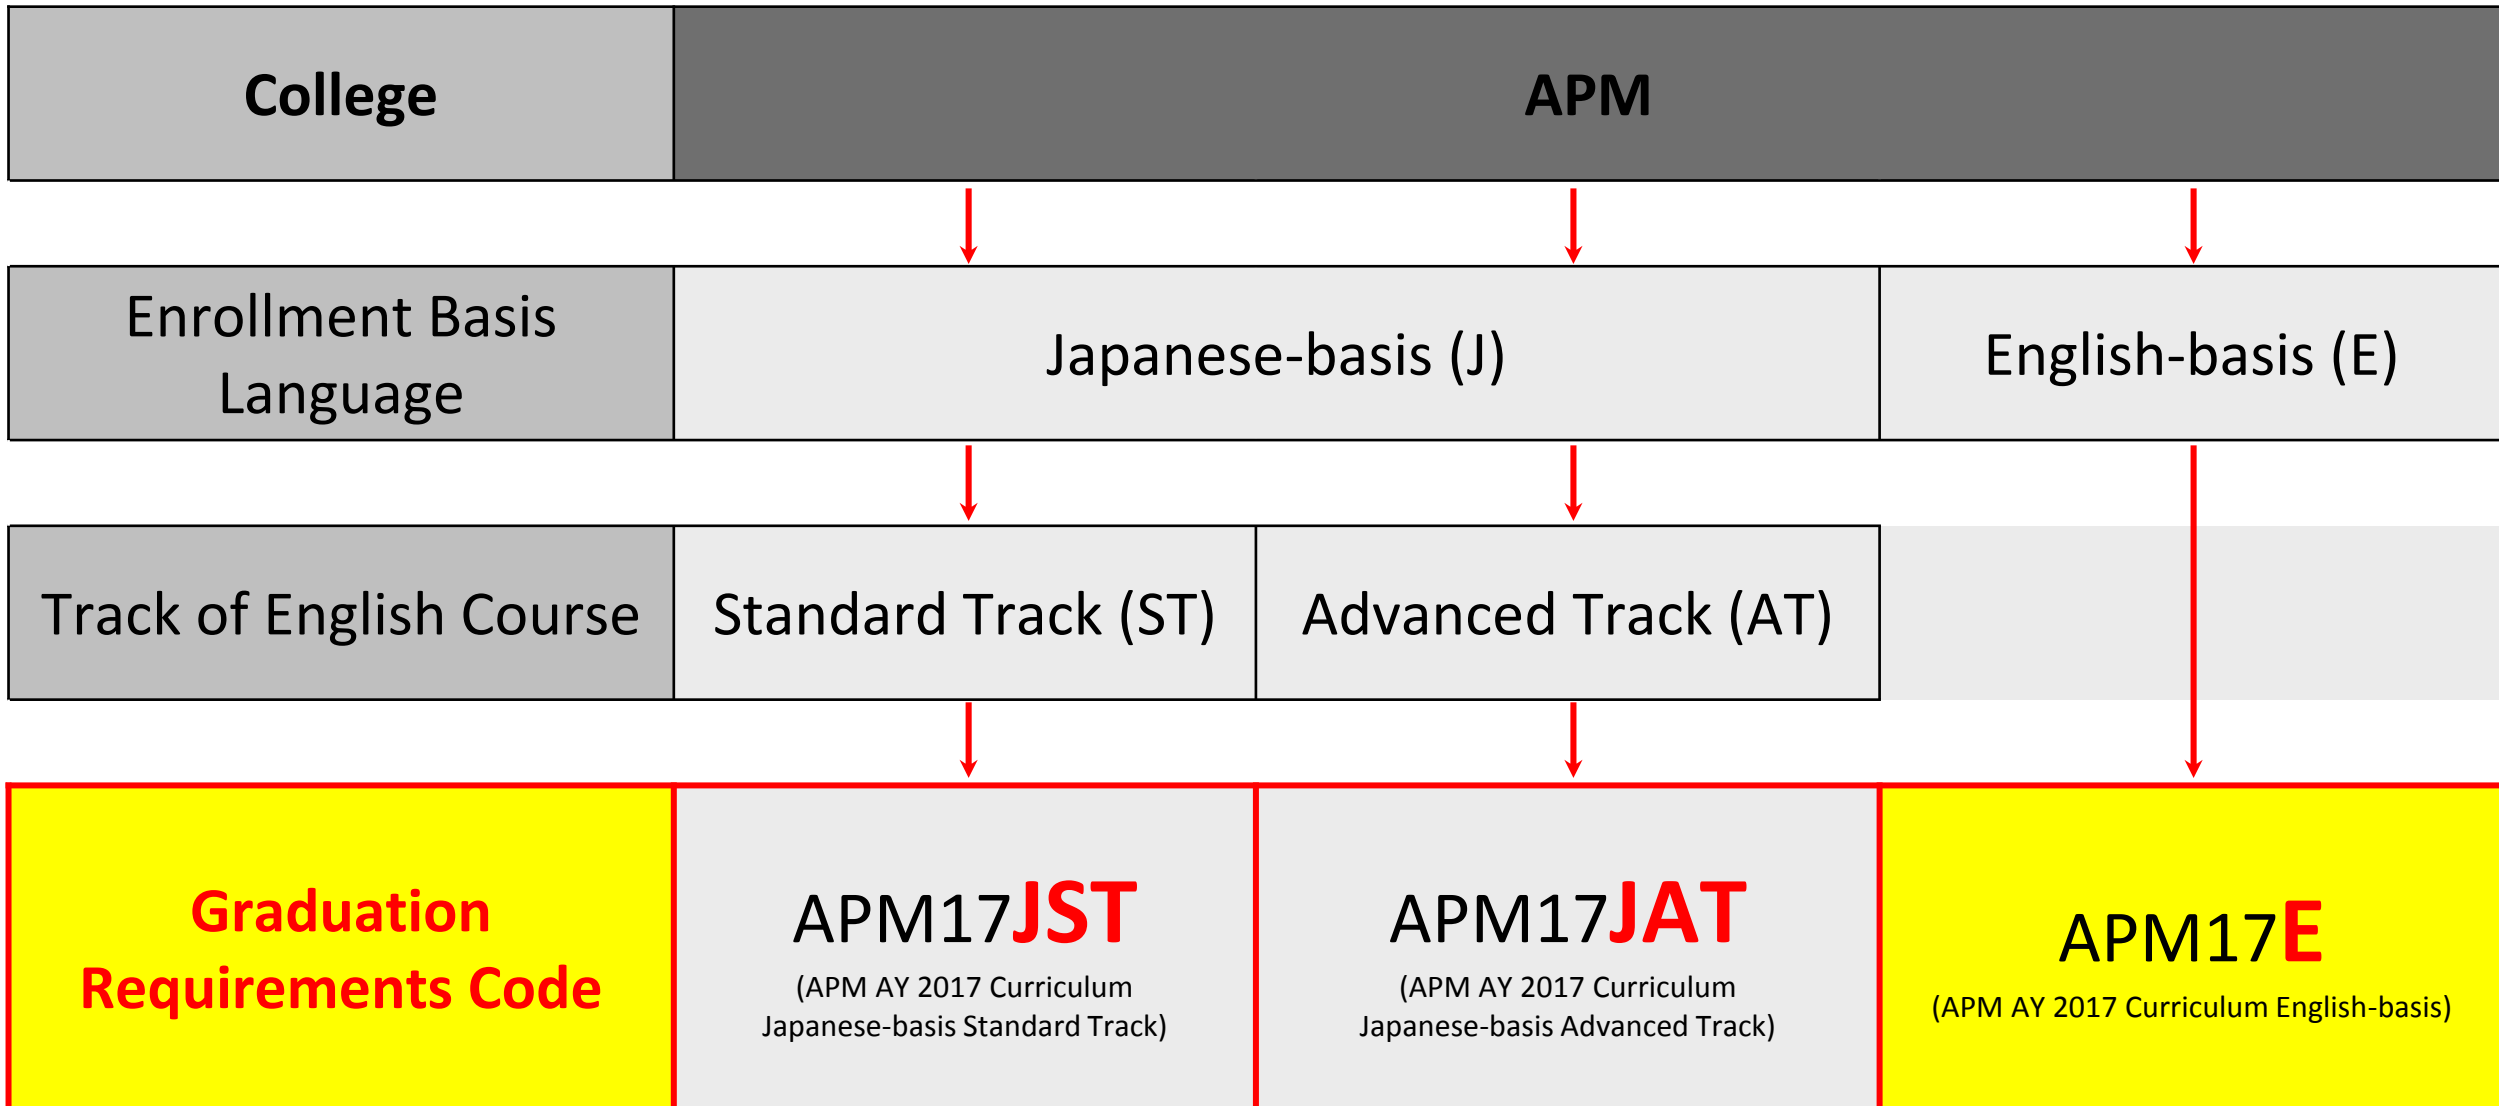 College
APM
Enrollment Basis
Language
Japanese-basis (J)
English-basis (E)
Track of English Course
Standard Track (ST)
Advanced Track (AT)
Graduation
Requirements Code
APM17JST
(APM AY 2017 Curriculum
Japanese-basis Standard Track)
APM17JAT
(APM AY 2017 Curriculum
Japanese-basis Advanced Track)
APM17E
(APM AY 2017 Curriculum English-basis)